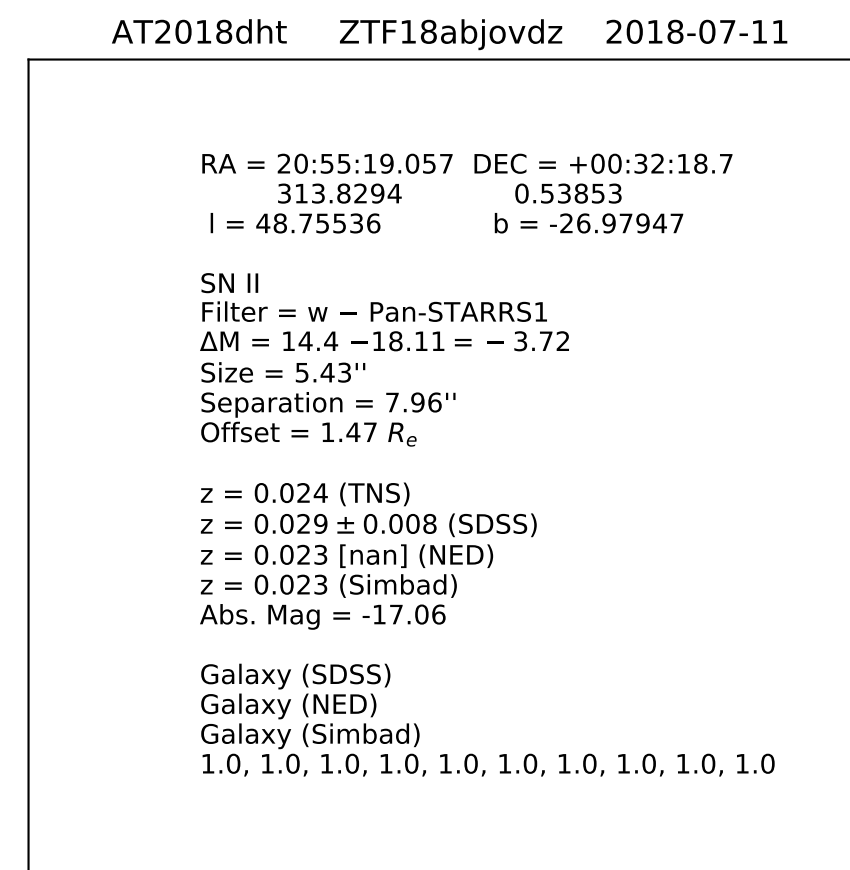 AT2018dht ZTF18abjovdz 2018-07-11
RA = 20:55:19.057 DEC = +00:32:18.7
313.8294 0.53853
l = 48.75536 b = -26.97947
SN II
Filter = w − Pan-STARRS1
ΔM = 14.4 −18.11 = − 3.72
Size = 5.43''
Separation = 7.96''
Offset = 1.47 Rₑ
z = 0.024 (TNS)
z = 0.029 ± 0.008 (SDSS)
z = 0.023 [nan] (NED)
z = 0.023 (Simbad)
Abs. Mag = -17.06
Galaxy (SDSS)
Galaxy (NED)
Galaxy (Simbad)
1.0, 1.0, 1.0, 1.0, 1.0, 1.0, 1.0, 1.0, 1.0, 1.0